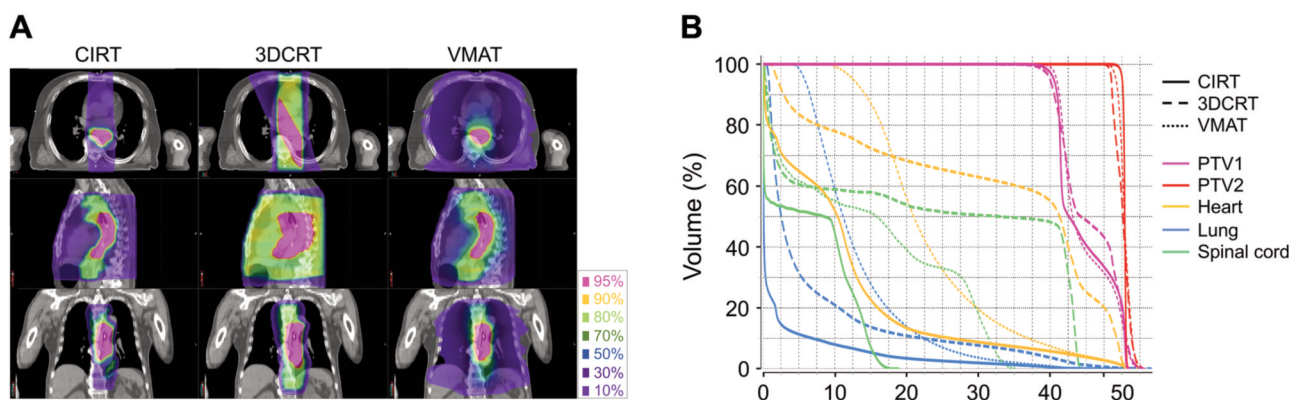 A
CIRT
3DCRT
VMAT
95%
90%
80%
70%
50%
30%
10%
B
Volume (%)
100
80
60
40
20
0
0
10
20
30
40
50
CIRT
3DCRT
VMAT
PTV1
PTV2
Heart
Lung
Spinal cord